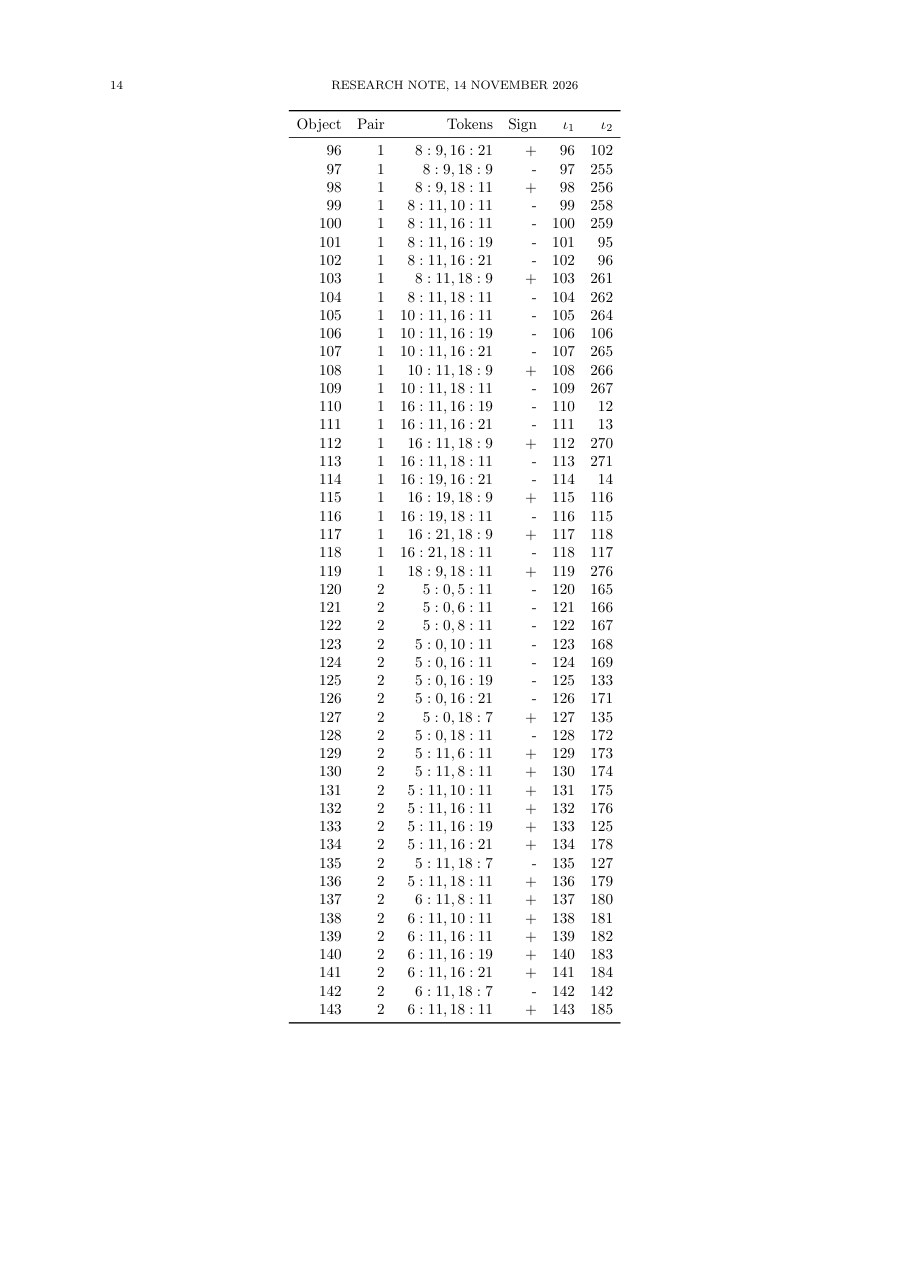 14 RESEARCH NOTE, 14 NOVEMBER 2026
Object Pair Tokens Sign ι1 ι2
96 1 8 : 9, 16 : 21 + 96 102
97 1 8 : 9, 18 : 9 - 97 255
98 1 8 : 9, 18 : 11 + 98 256
99 1 8 : 11, 10 : 11 - 99 258
100 1 8 : 11, 16 : 11 - 100 259
101 1 8 : 11, 16 : 19 - 101 95
102 1 8 : 11, 16 : 21 - 102 96
103 1 8 : 11, 18 : 9 + 103 261
104 1 8 : 11, 18 : 11 - 104 262
105 1 10 : 11, 16 : 11 - 105 264
106 1 10 : 11, 16 : 19 - 106 106
107 1 10 : 11, 16 : 21 - 107 265
108 1 10 : 11, 18 : 9 + 108 266
109 1 10 : 11, 18 : 11 - 109 267
110 1 16 : 11, 16 : 19 - 110 12
111 1 16 : 11, 16 : 21 - 111 13
112 1 16 : 11, 18 : 9 + 112 270
113 1 16 : 11, 18 : 11 - 113 271
114 1 16 : 19, 16 : 21 - 114 14
115 1 16 : 19, 18 : 9 + 115 116
116 1 16 : 19, 18 : 11 - 116 115
117 1 16 : 21, 18 : 9 + 117 118
118 1 16 : 21, 18 : 11 - 118 117
119 1 18 : 9, 18 : 11 + 119 276
120 2 5 : 0, 5 : 11 - 120 165
121 2 5 : 0, 6 : 11 - 121 166
122 2 5 : 0, 8 : 11 - 122 167
123 2 5 : 0, 10 : 11 - 123 168
124 2 5 : 0, 16 : 11 - 124 169
125 2 5 : 0, 16 : 19 - 125 133
126 2 5 : 0, 16 : 21 - 126 171
127 2 5 : 0, 18 : 7 + 127 135
128 2 5 : 0, 18 : 11 - 128 172
129 2 5 : 11, 6 : 11 + 129 173
130 2 5 : 11, 8 : 11 + 130 174
131 2 5 : 11, 10 : 11 + 131 175
132 2 5 : 11, 16 : 11 + 132 176
133 2 5 : 11, 16 : 19 + 133 125
134 2 5 : 11, 16 : 21 + 134 178
135 2 5 : 11, 18 : 7 - 135 127
136 2 5 : 11, 18 : 11 + 136 179
137 2 6 : 11, 8 : 11 + 137 180
138 2 6 : 11, 10 : 11 + 138 181
139 2 6 : 11, 16 : 11 + 139 182
140 2 6 : 11, 16 : 19 + 140 183
141 2 6 : 11, 16 : 21 + 141 184
142 2 6 : 11, 18 : 7 - 142 142
143 2 6 : 11, 18 : 11 + 143 185